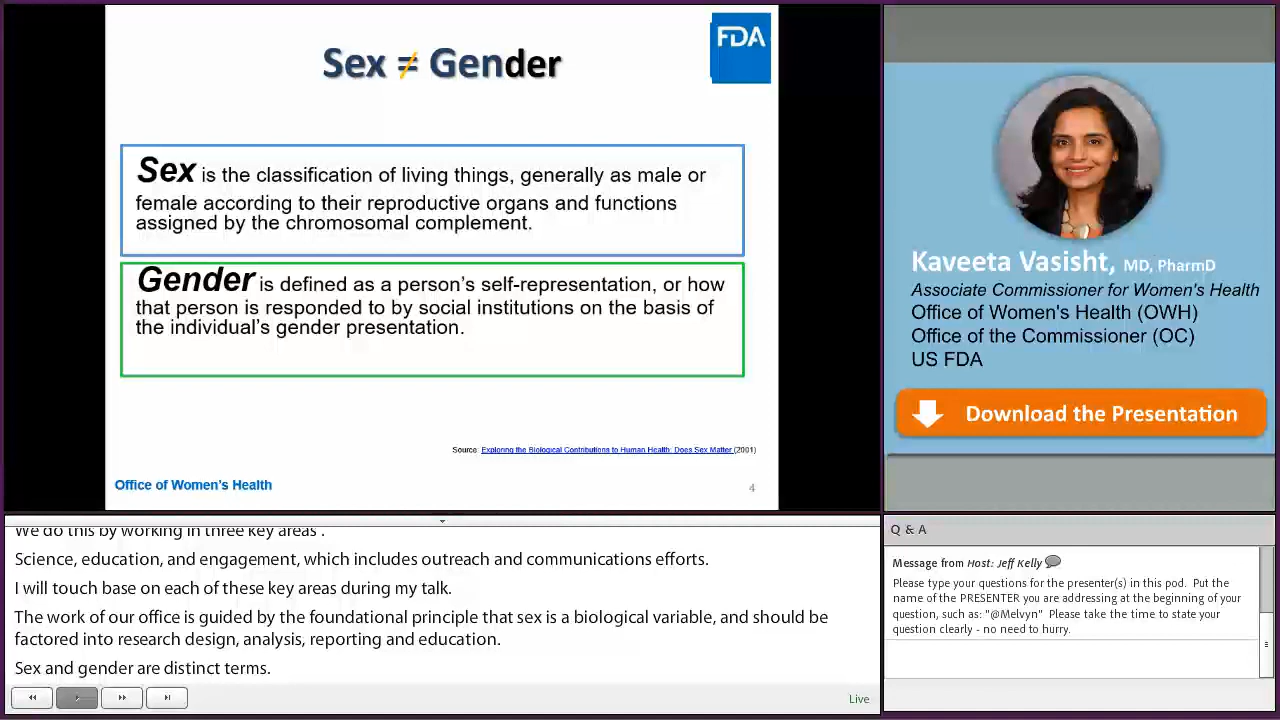 Sex ≠ Gender
FDA
Sex is the classification of living things, generally as male or
female according to their reproductive organs and functions
assigned by the chromosomal complement.
Gender is defined as a person's self-representation, or how
that person is responded to by social institutions on the basis of
the individual's gender presentation.
Source: Exploring the Biological Contributions to Human Health: Does Sex Matter (2001)
Office of Women's Health
4
Kaveeta Vasisht, MD, PharmD
Associate Commissioner for Women's Health
Office of Women's Health (OWH)
Office of the Commissioner (OC)
US FDA
Download the Presentation
We do this by working in three key areas .
Science, education, and engagement, which includes outreach and communications efforts.
I will touch base on each of these key areas during my talk.
The work of our office is guided by the foundational principle that sex is a biological variable, and should be
factored into research design, analysis, reporting and education.
Sex and gender are distinct terms.
Live
Q & A
Message from Host: Jeff Kelly
Please type your questions for the presenter(s) in this pod. Put the
name of the PRESENTER you are addressing at the beginning of your
question, such as: "@Melvyn" Please take the time to state your
question clearly - no need to hurry.